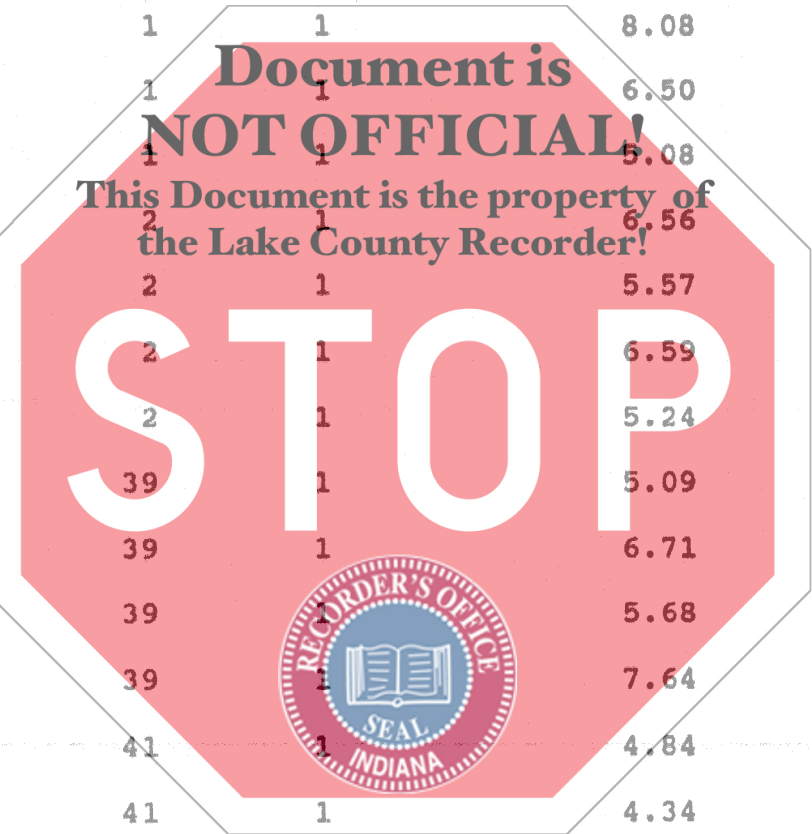 1 1 8.08
Document is
1 1 6.50
NOT OFFICIAL!
1 1 5.08
This Document is the property of
2 1 6.56
the Lake County Recorder!
2 1 5.57
2 1 6.59
STOP
2 1 5.24
39 1 5.09
39 1 6.71
39 1 5.68
39 1 7.64
41 1 4.84
41 1 4.34
RECORDER'S OFFICE
SEAL
INDIANA